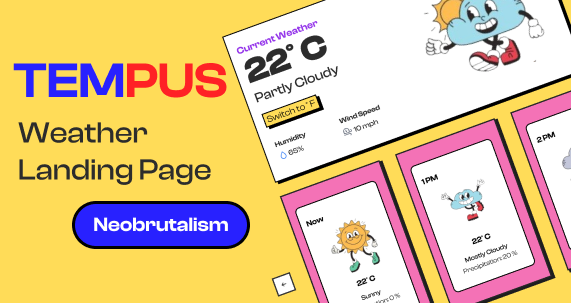 TEMPUS
Weather
Landing Page
Neobrutalism
Current Weather
22° C
Partly Cloudy
Switch to ° F
Humidity
65%
Wind Speed
10 mph
Now
Sunny
1 PM
22° C
Mostly Cloudy
Precipitation: 20 %
2 PM
22° C